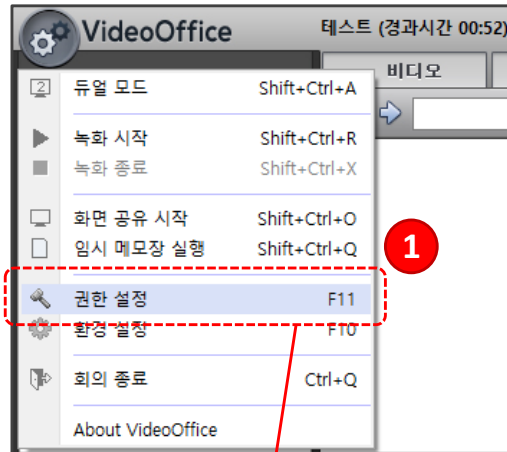 VideoOffice 테스트 (경과시간 00:52)
비디오
2 듀얼 모드 Shift+Ctrl+A
녹화 시작 Shift+Ctrl+R
녹화 종료 Shift+Ctrl+X
화면 공유 시작 Shift+Ctrl+O
임시 메모장 실행 Shift+Ctrl+Q
1
권한 설정 F11
환경 설정 F10
회의 종료 Ctrl+Q
About VideoOffice